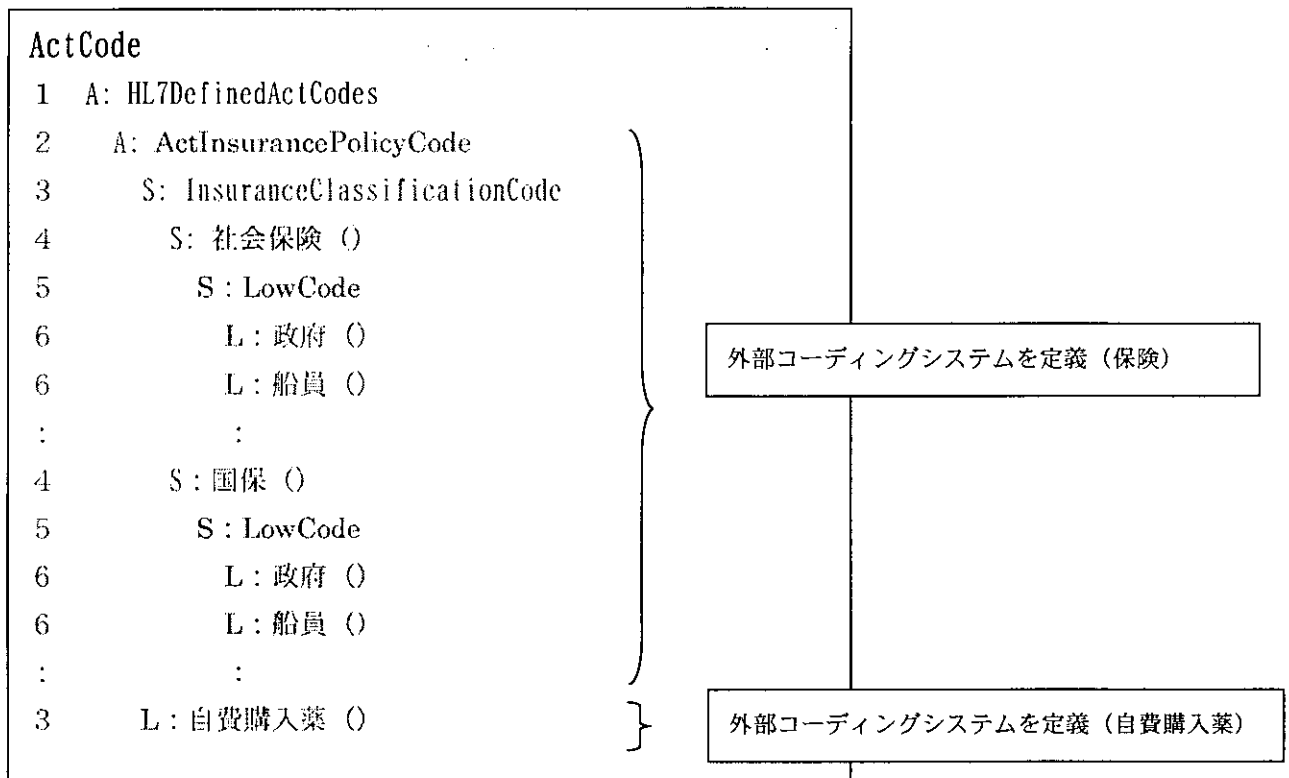 ActCode
1 A: HL7DefinedActCodes
2 A: ActInsurancePolicyCode
3 S: InsuranceClassificationCode
4 S: 社会保険 ()
5 S：LowCode
6 L：政府 ()
6 L：船員 ()
: :
4 S：国保 ()
5 S：LowCode
6 L：政府 ()
6 L：船員 ()
: :
3 L：自費購入薬 ()
外部コーディングシステムを定義（保険）
外部コーディングシステムを定義（自費購入薬）